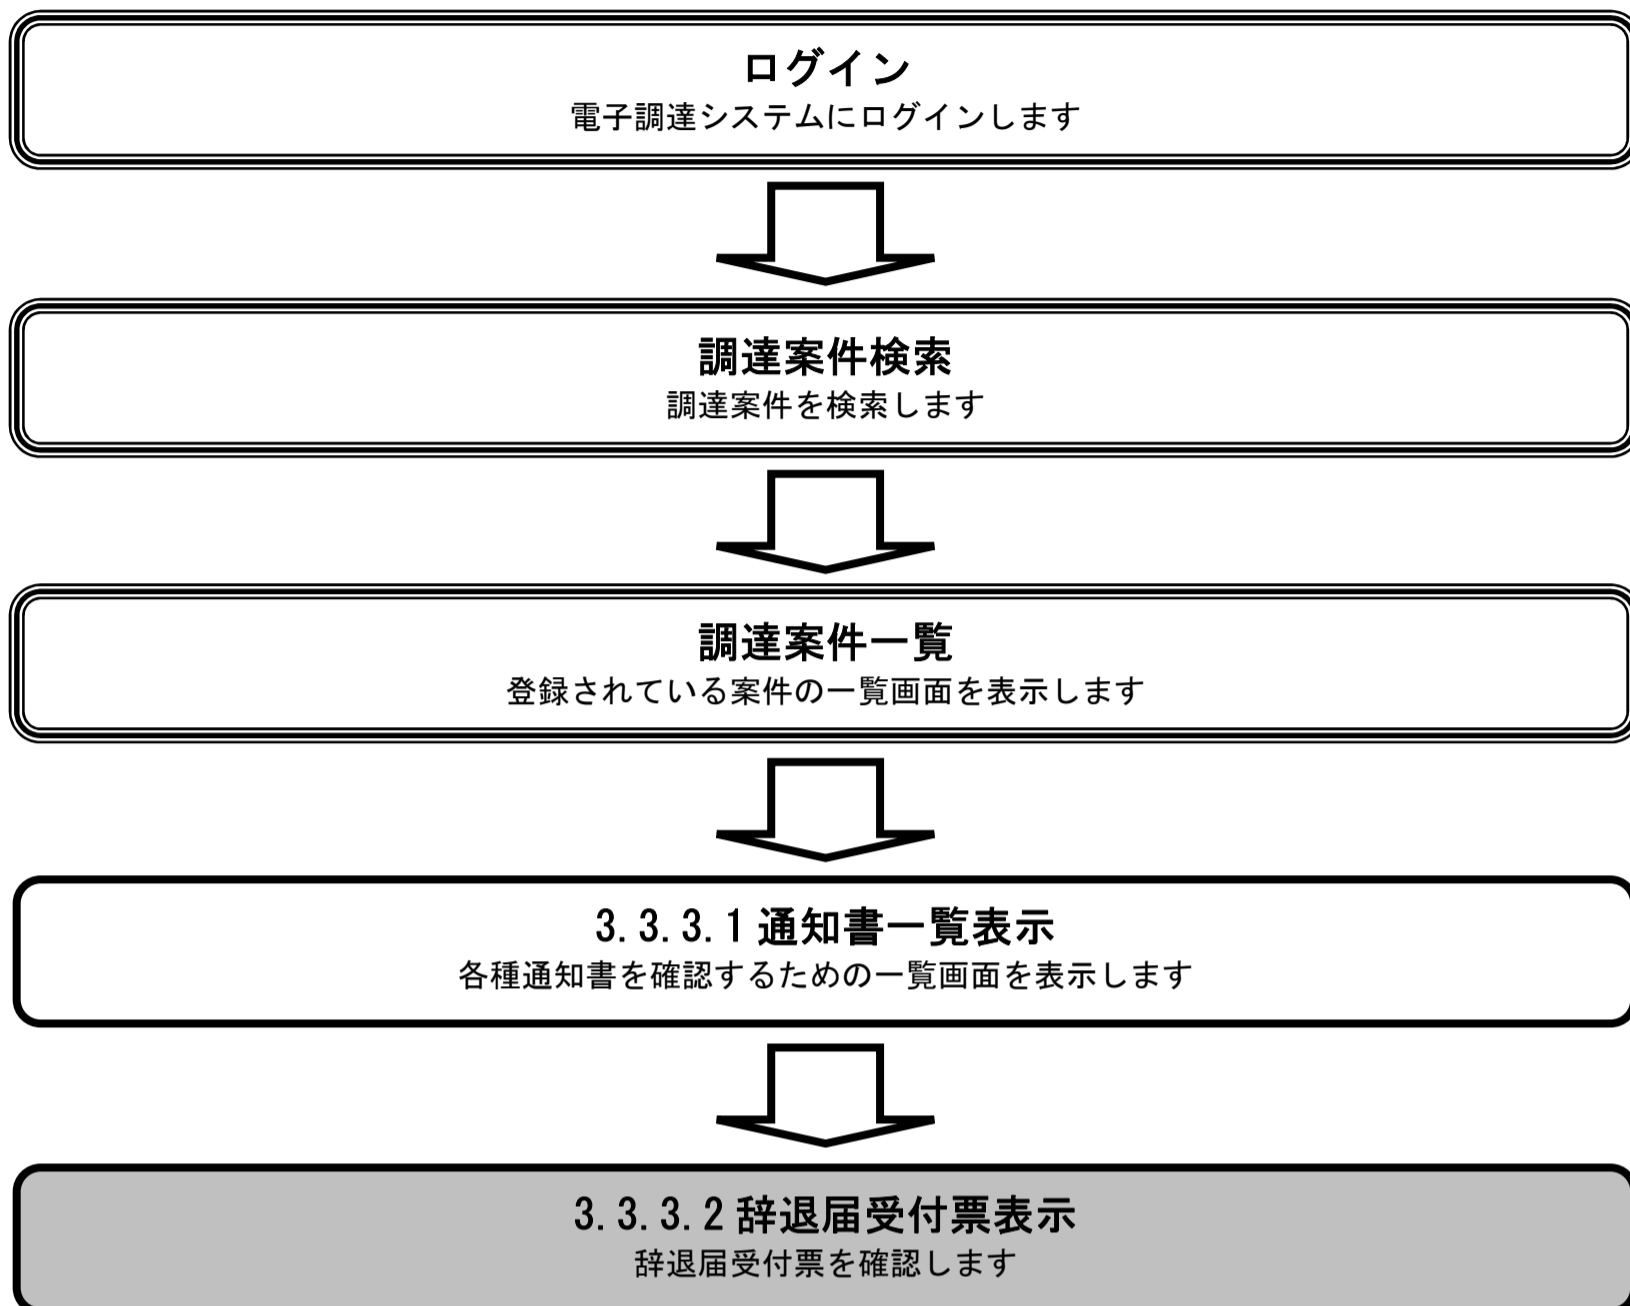 ログイン
電子調達システムにログインします
調達案件検索
調達案件を検索します
調達案件一覧
登録されている案件の一覧画面を表示します
3.3.3.1 通知書一覧表示
各種通知書を確認するための一覧画面を表示します
3.3.3.2 辞退届受付票表示
辞退届受付票を確認します